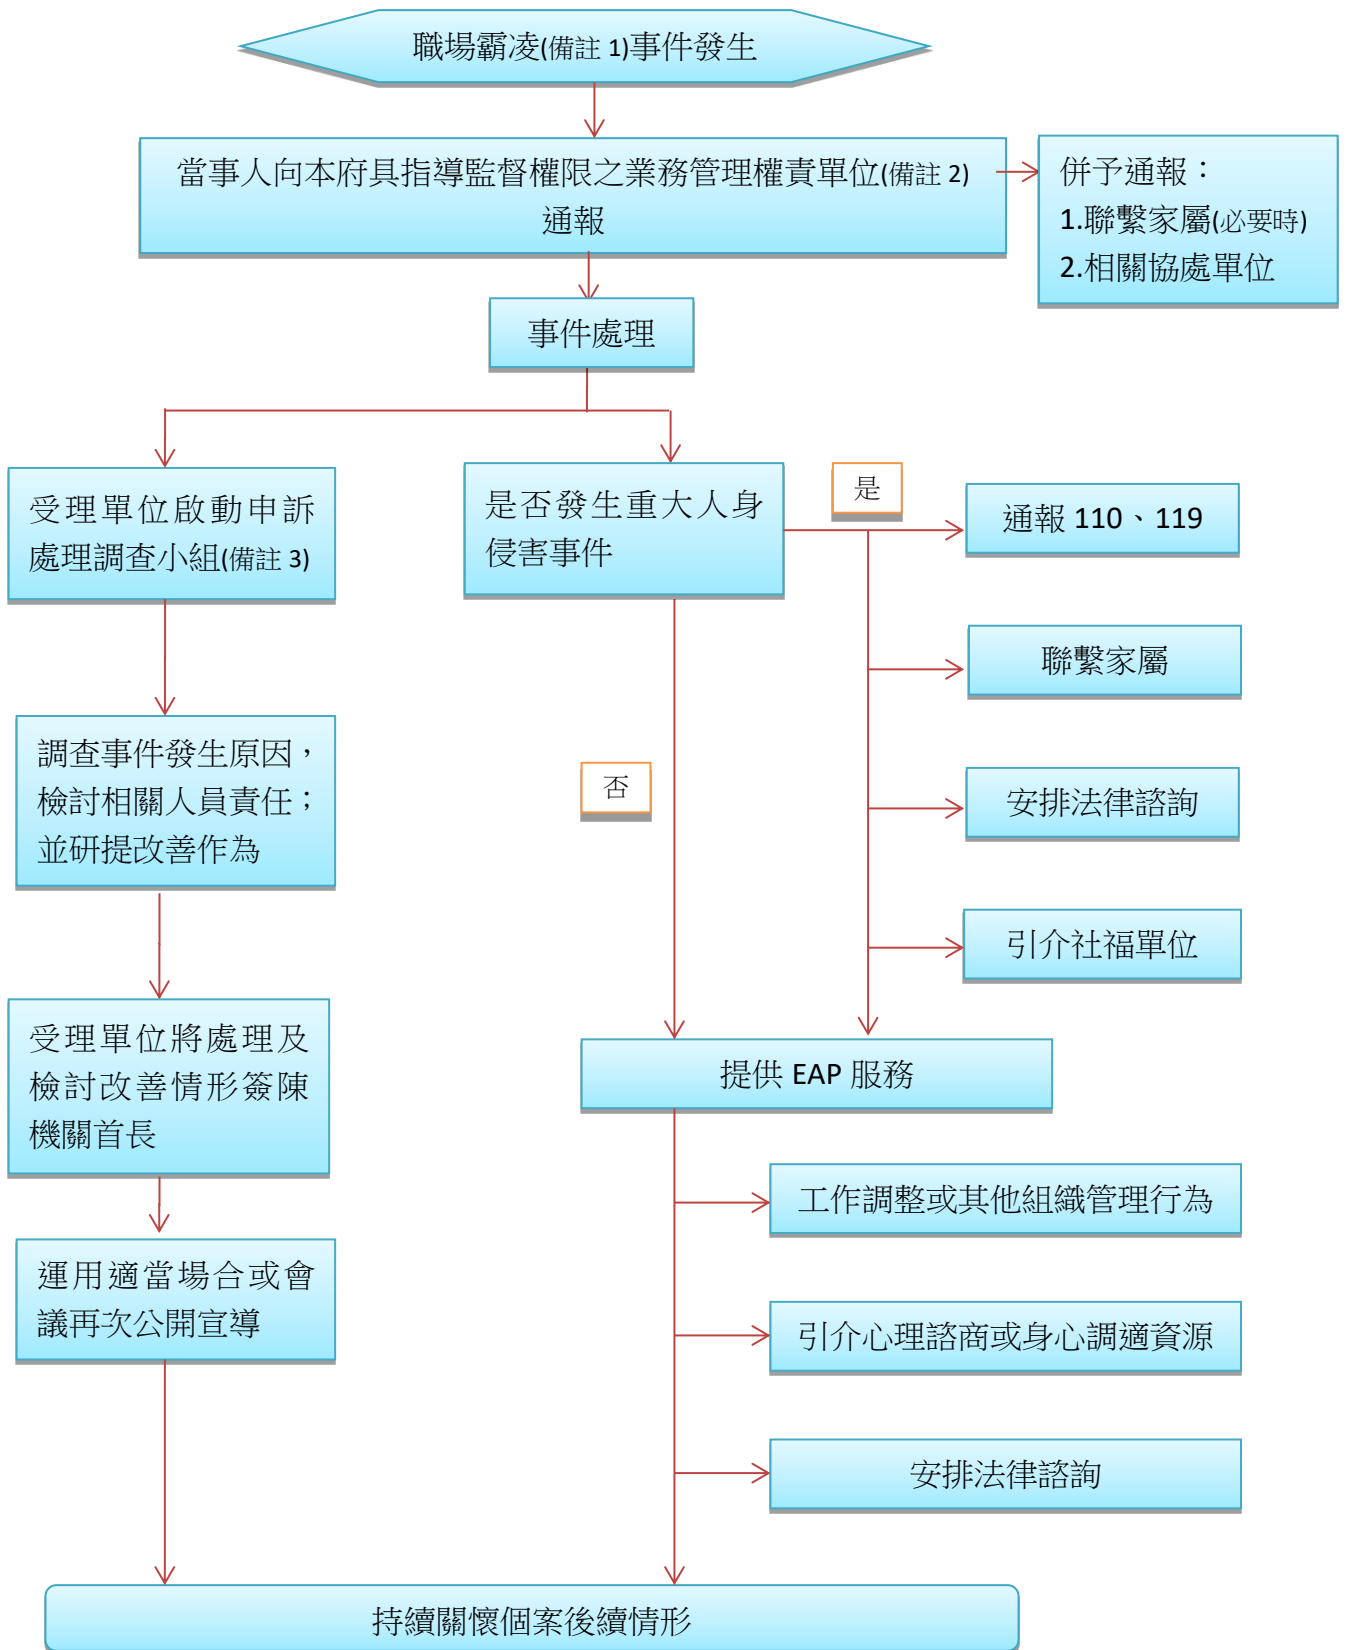 職場霸凌(備註 1)事件發生
當事人向本府具指導監督權限之業務管理權責單位(備註 2)
通報
併予通報：
1.聯繫家屬(必要時)
2.相關協處單位
事件處理
受理單位啟動申訴
處理調查小組(備註 3)
是否發生重大人身
侵害事件
是
通報 110、119
聯繫家屬
調查事件發生原因，
檢討相關人員責任；
並研提改善作為
否
安排法律諮詢
引介社福單位
受理單位將處理及
檢討改善情形簽陳
機關首長
提供 EAP 服務
工作調整或其他組織管理行為
運用適當場合或會
議再次公開宣導
引介心理諮商或身心調適資源
安排法律諮詢
持續關懷個案後續情形